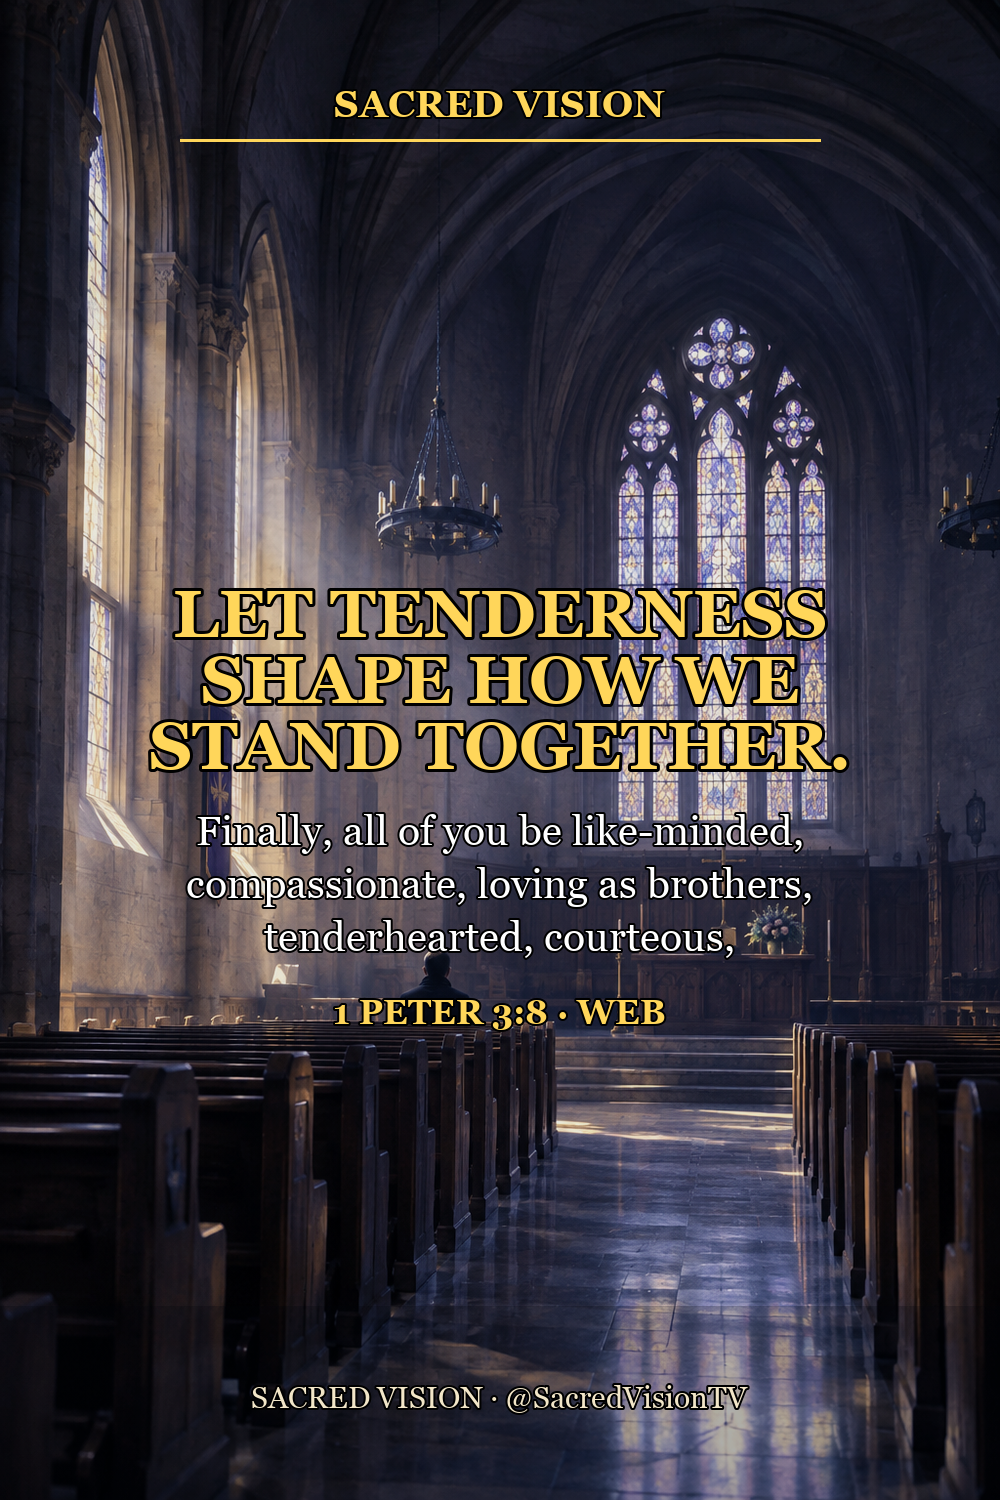 SACRED VISION
LET TENDERNESS
SHAPE HOW WE
STAND TOGETHER.
Finally, all of you be like-minded,
compassionate, loving as brothers,
tenderhearted, courteous,
1 PETER 3:8 · WEB
SACRED VISION · @SacredVisionTV